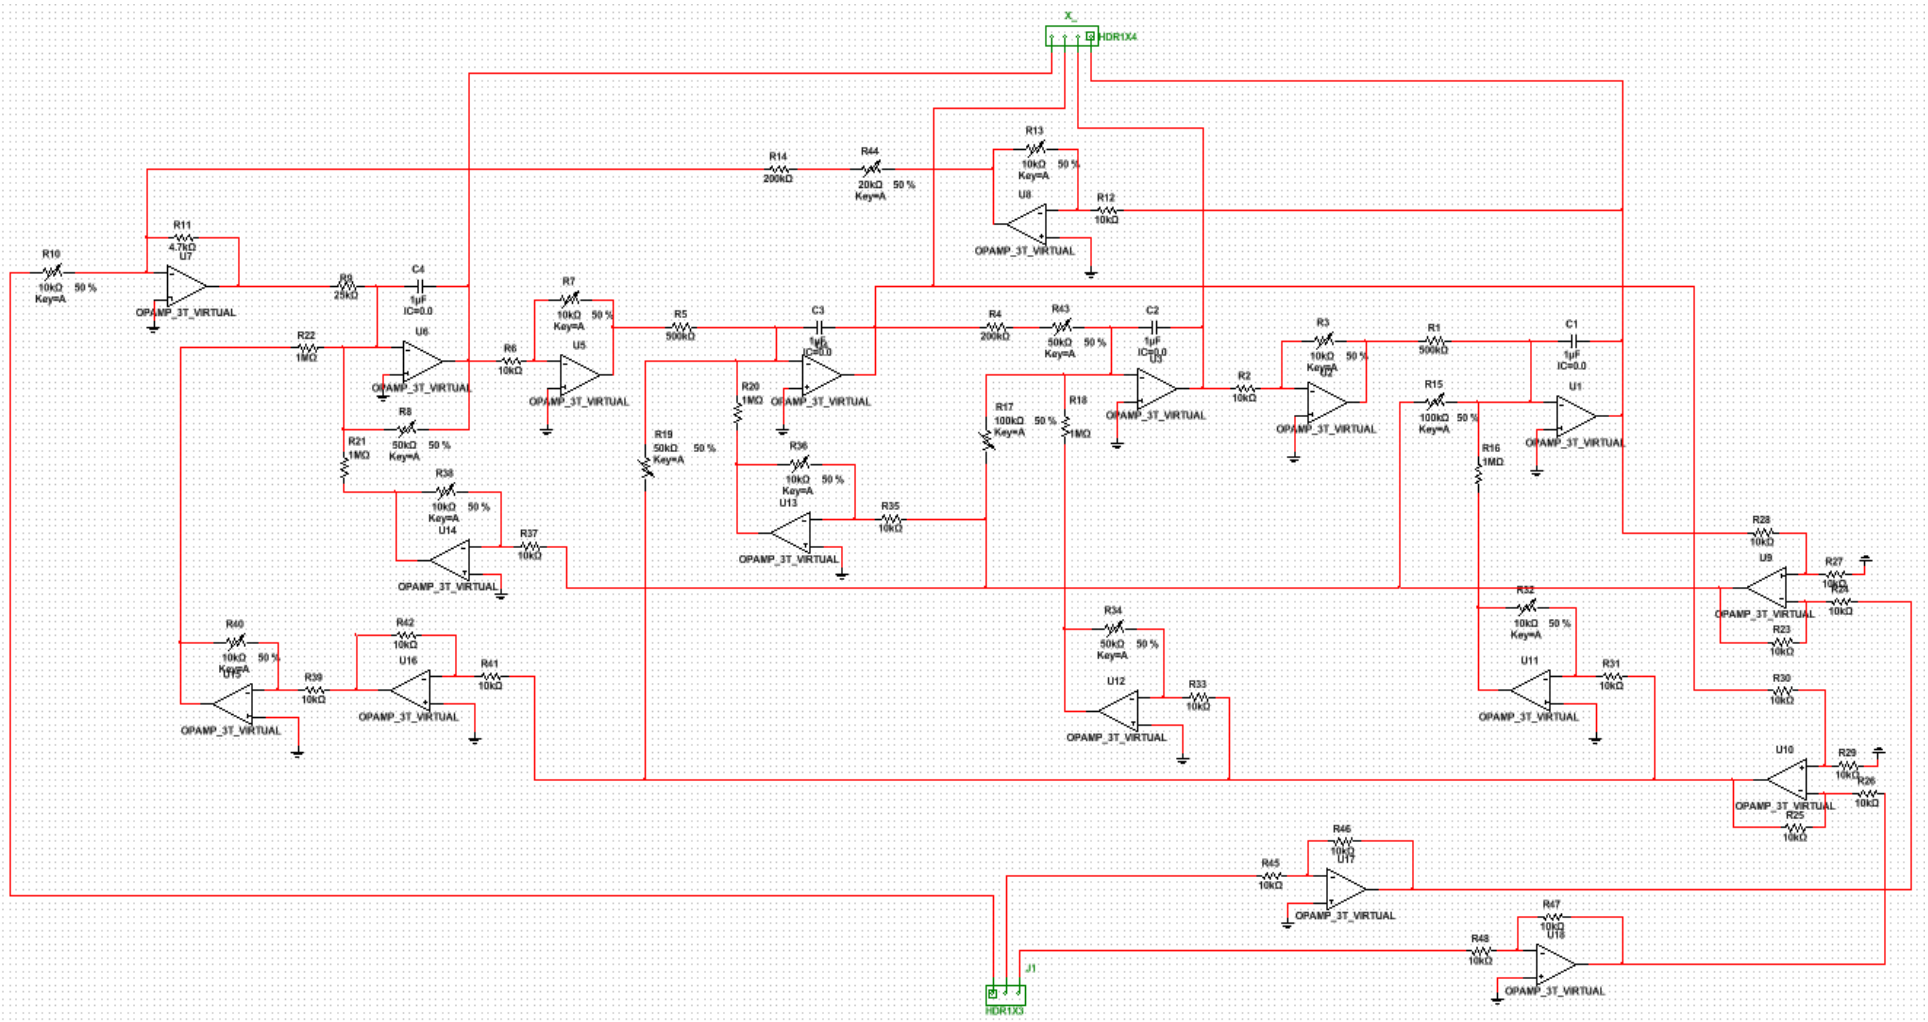 X_
HDR1X4
R13
10kΩ 50 %
Key=A
U8
OPAMP_3T_VIRTUAL
R12
10kΩ
R14
200kΩ
R44
20kΩ 50 %
Key=A
R11
4.7kΩ
U7
OPAMP_3T_VIRTUAL
R10
10kΩ 50 %
Key=A
R9
25kΩ
C4
1µF
IC=0.0
R22
1MΩ
U6
OPAMP_3T_VIRTUAL
R8
50kΩ 50 %
Key=A
R21
1MΩ
R6
10kΩ
R7
10kΩ 50 %
Key=A
U5
OPAMP_3T_VIRTUAL
R5
500kΩ
C3
1µF
IC=0.0
OPAMP_3T_VIRTUAL
R20
1MΩ
R19
50kΩ 50 %
Key=A
R36
10kΩ 50 %
Key=A
U13
OPAMP_3T_VIRTUAL
R35
10kΩ
R38
10kΩ 50 %
Key=A
U14
OPAMP_3T_VIRTUAL
R37
10kΩ
R4
200kΩ
R43
50kΩ 50 %
Key=A
C2
1µF
IC=0.0
U3
OPAMP_3T_VIRTUAL
R17
100kΩ 50 %
Key=A
R18
1MΩ
R2
10kΩ
R3
10kΩ 50 %
Key=A
U2
OPAMP_3T_VIRTUAL
R1
500kΩ
C1
1µF
IC=0.0
R15
100kΩ 50 %
Key=A
U1
OPAMP_3T_VIRTUAL
R16
1MΩ
R28
10kΩ
U9
OPAMP_3T_VIRTUAL
R27
10kΩ
R24
10kΩ
R23
10kΩ
R32
10kΩ 50 %
Key=A
U11
OPAMP_3T_VIRTUAL
R31
10kΩ
R34
50kΩ 50 %
Key=A
U12
OPAMP_3T_VIRTUAL
R33
10kΩ
R40
10kΩ 50 %
Key=A
U15
OPAMP_3T_VIRTUAL
R39
10kΩ
R42
10kΩ
U16
OPAMP_3T_VIRTUAL
R41
10kΩ
R30
10kΩ
U10
OPAMP_3T_VIRTUAL
R29
10kΩ
R26
10kΩ
R25
10kΩ
R46
10kΩ
U17
R45
10kΩ
OPAMP_3T_VIRTUAL
R47
10kΩ
U18
R48
10kΩ
OPAMP_3T_VIRTUAL
J1
HDR1X3